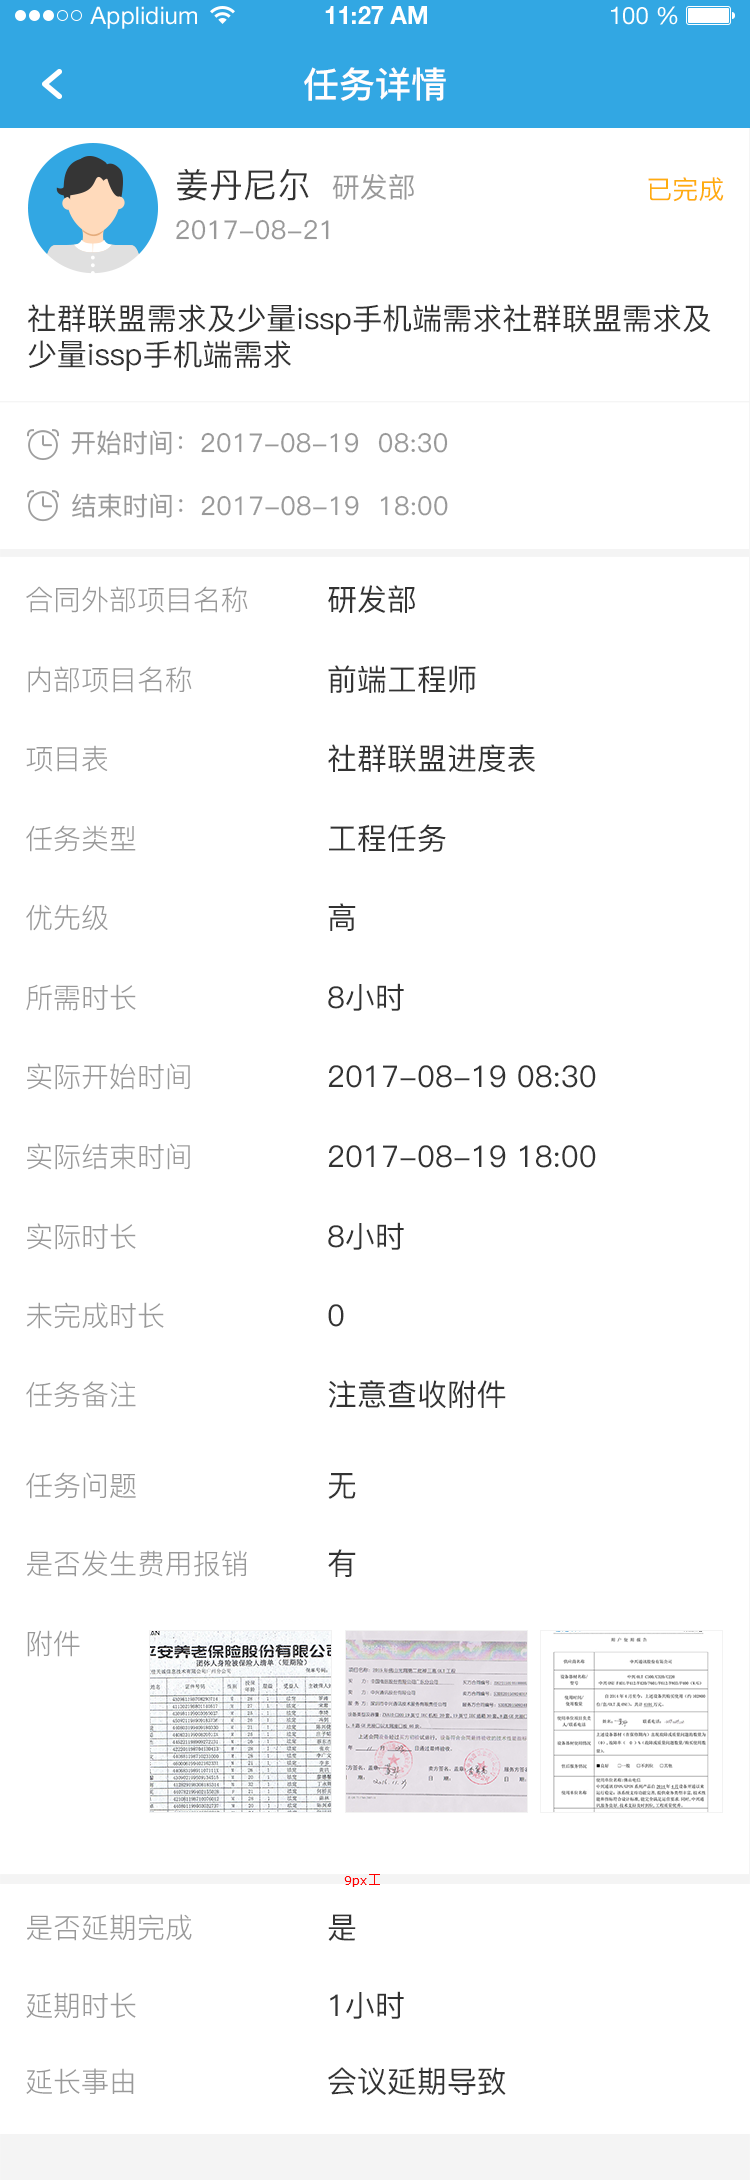 Applidium 11:27 AM 100 %
任务详情
姜丹尼尔 研发部 已完成
2017-08-21
社群联盟需求及少量issp手机端需求社群联盟需求及
少量issp手机端需求
开始时间：2017-08-19 08:30
结束时间：2017-08-19 18:00
合同外部项目名称 研发部
内部项目名称 前端工程师
项目表 社群联盟进度表
任务类型 工程任务
优先级 高
所需时长 8小时
实际开始时间 2017-08-19 08:30
实际结束时间 2017-08-19 18:00
实际时长 8小时
未完成时长 0
任务备注 注意查收附件
任务问题 无
是否发生费用报销 有
附件
平安养老保险股份有限公司
团体人身险被保险人清单（短期险）
9px工
是否延期完成 是
延期时长 1小时
延长事由 会议延期导致